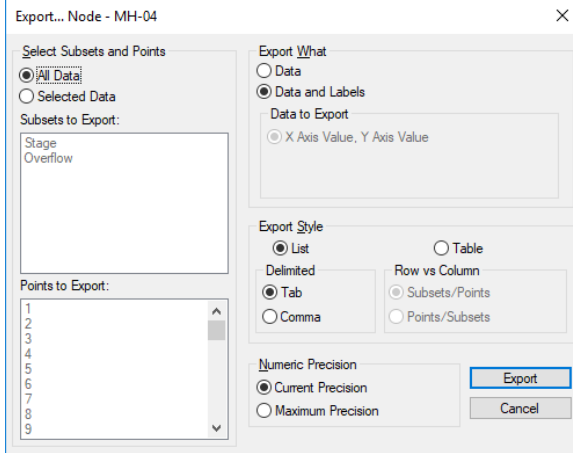 Export... Node - MH-04
Select Subsets and Points
All Data
Selected Data
Subsets to Export:
Stage
Overflow
Points to Export:
1
2
3
4
5
6
7
8
9
Export What
Data
Data and Labels
Data to Export
X Axis Value, Y Axis Value
Export Style
List
Table
Delimited
Tab
Comma
Row vs Column
Subsets/Points
Points/Subsets
Numeric Precision
Current Precision
Maximum Precision
Export
Cancel